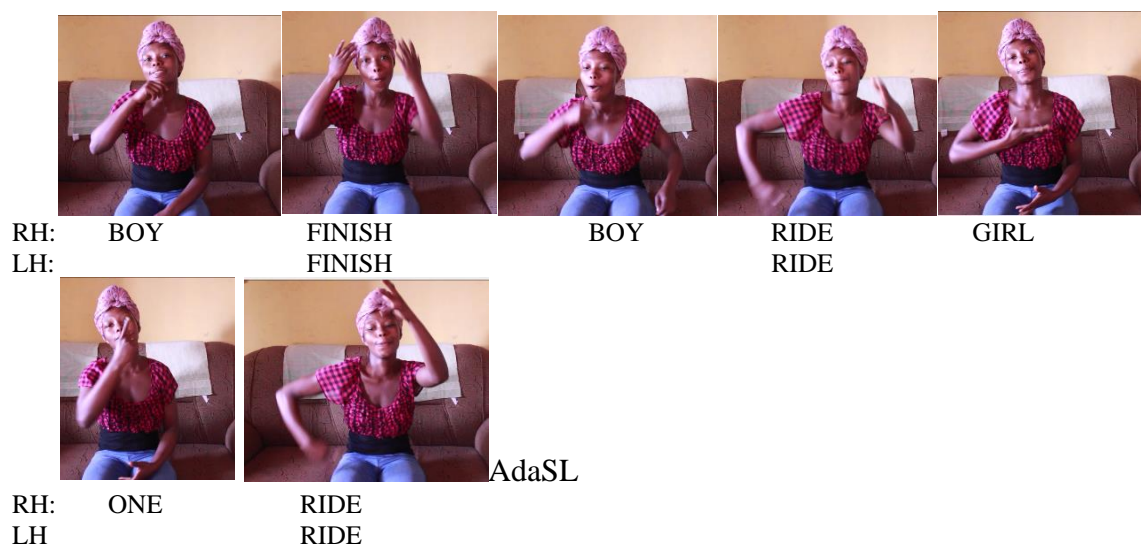 RH: BOY FINISH BOY RIDE GIRL
LH: FINISH RIDE
AdaSL
RH: ONE RIDE
LH RIDE